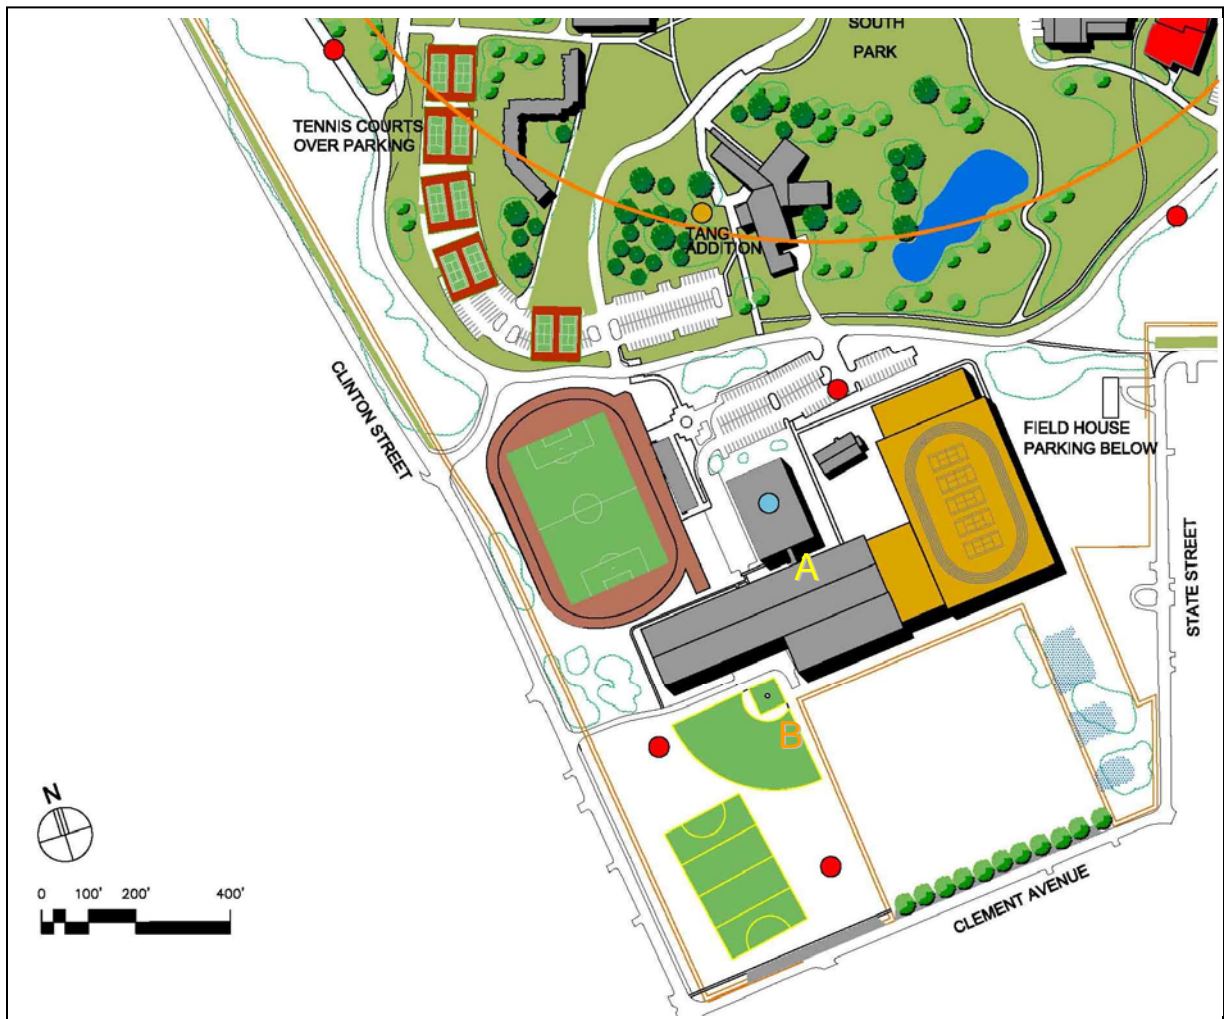 SOUTH
PARK
TENNIS COURTS
OVER PARKING
TANG
ADDITION
CLINTON STREET
FIELD HOUSE
PARKING BELOW
STATE STREET
A
B
N
0 100' 200' 400'
CLEMENT AVENUE